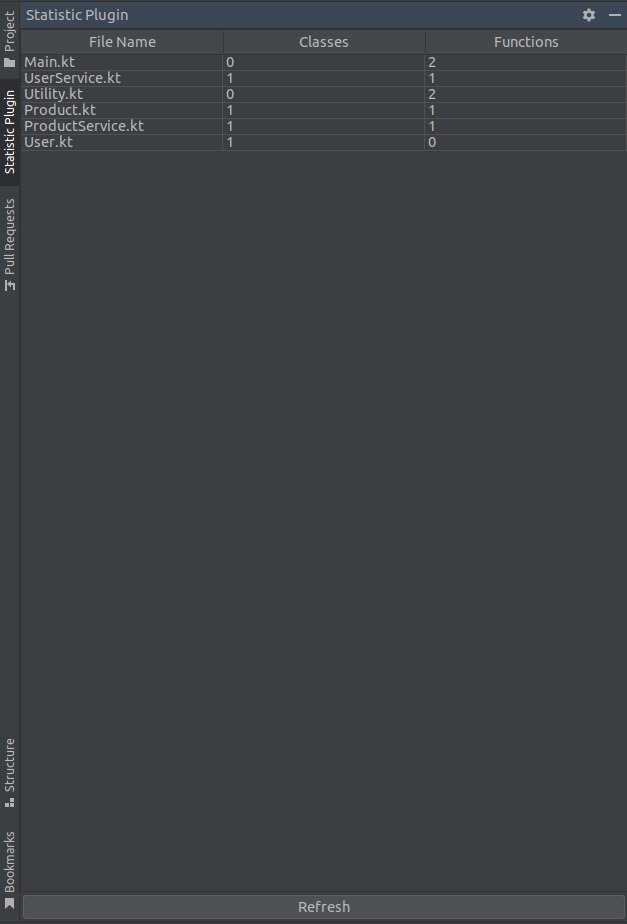 Statistic Plugin
File Name Classes Functions
Main.kt 0 2
UserService.kt 1 1
Utility.kt 0 2
Product.kt 1 1
ProductService.kt 1 1
User.kt 1 0
Project
Statistic Plugin
Pull Requests
Structure
Bookmarks
Refresh